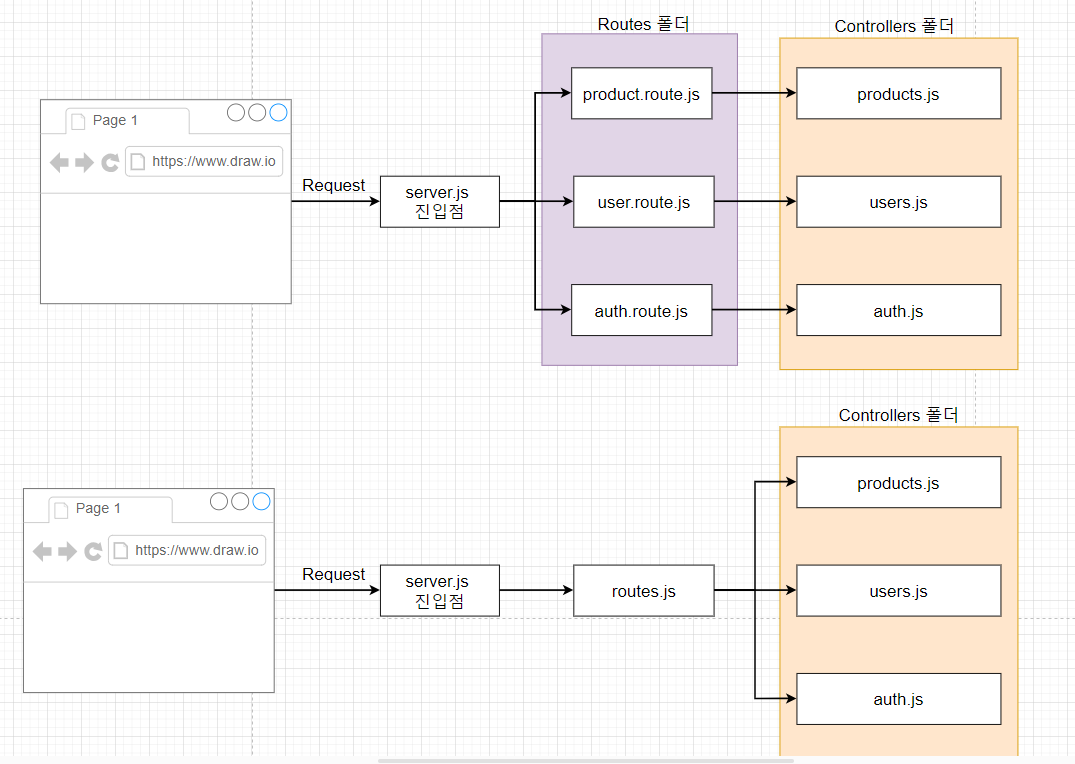 Routes 폴더
Controllers 폴더
Page 1
https://www.draw.io
Request
server.js
진입점
product.route.js
user.route.js
auth.route.js
products.js
users.js
auth.js
Controllers 폴더
Page 1
https://www.draw.io
Request
server.js
진입점
routes.js
products.js
users.js
auth.js